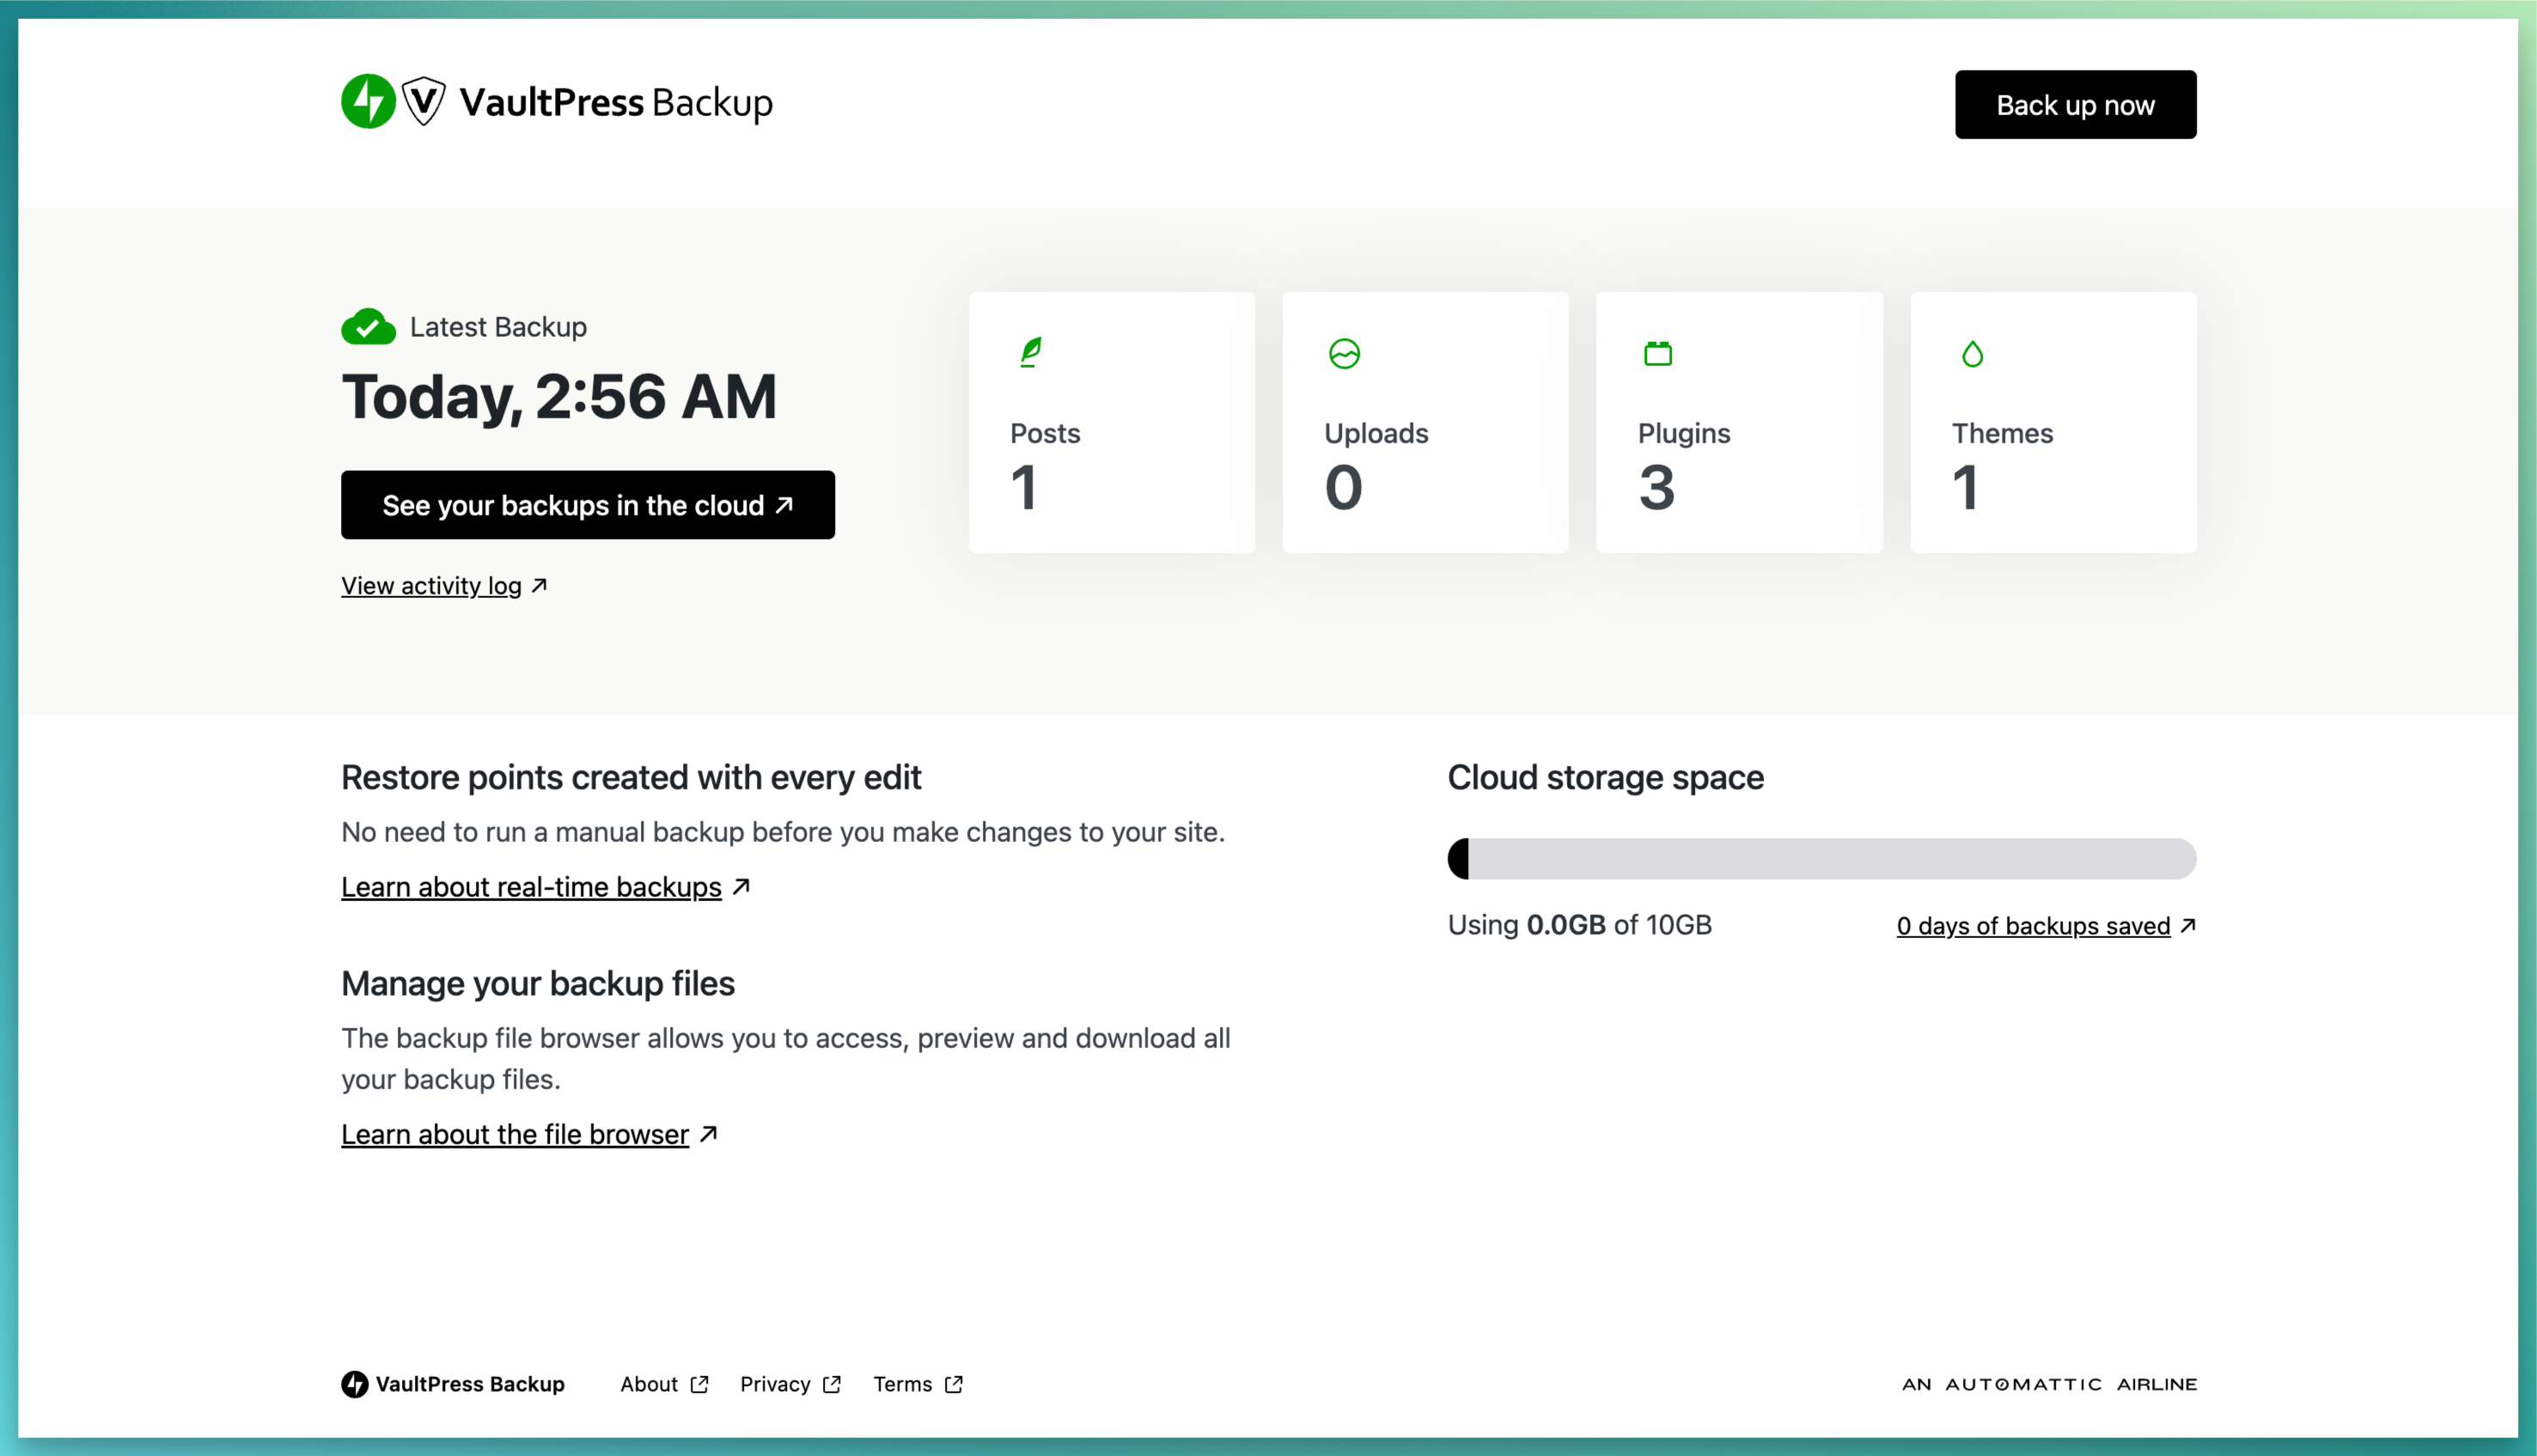 VaultPress Backup
Back up now
Latest Backup
Today, 2:56 AM
See your backups in the cloud ↗
View activity log ↗
Posts
1
Uploads
0
Plugins
3
Themes
1
Restore points created with every edit
No need to run a manual backup before you make changes to your site.
Learn about real-time backups ↗
Manage your backup files
The backup file browser allows you to access, preview and download all
your backup files.
Learn about the file browser ↗
Cloud storage space
Using 0.0GB of 10GB
0 days of backups saved ↗
VaultPress Backup
About
Privacy
Terms
AN AUTOMATTIC AIRLINE